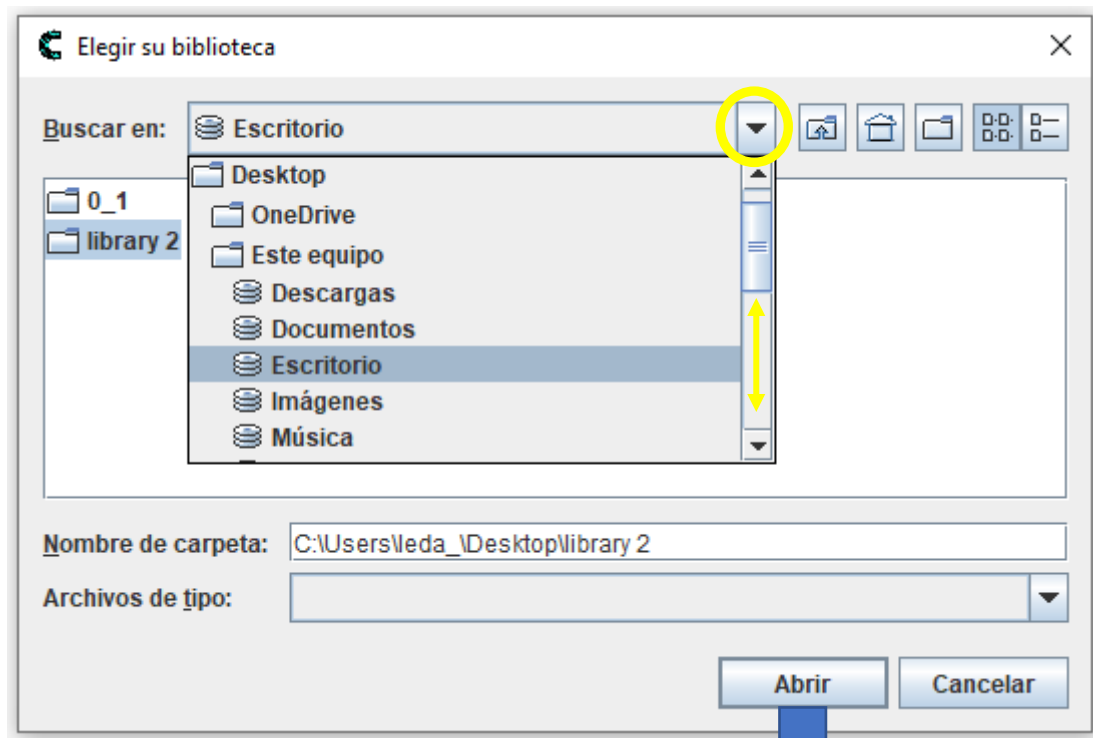 Elegir su biblioteca
Buscar en: Escritorio
Desktop
0_1
OneDrive
library 2
Este equipo
Descargas
Documentos
Escritorio
Imágenes
Música
Nombre de carpeta: C:\Users\leda_\Desktop\library 2
Archivos de tipo:
Abrir Cancelar